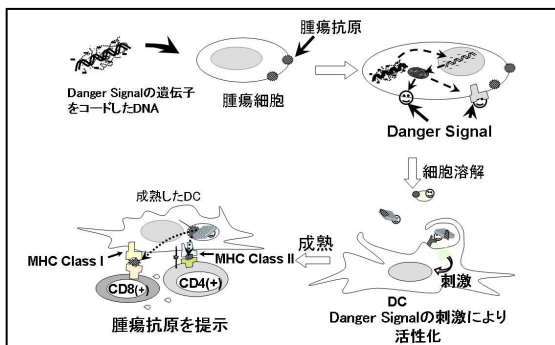 腫瘍抗原
Danger Signalの遺伝子
をコードしたDNA
腫瘍細胞
Danger Signal
細胞溶解
成熟したDC
MHC Class I
MHC Class II
CD8(+)
CD4(+)
腫瘍抗原を提示
成熟
刺激
DC
Danger Signalの刺激により
活性化